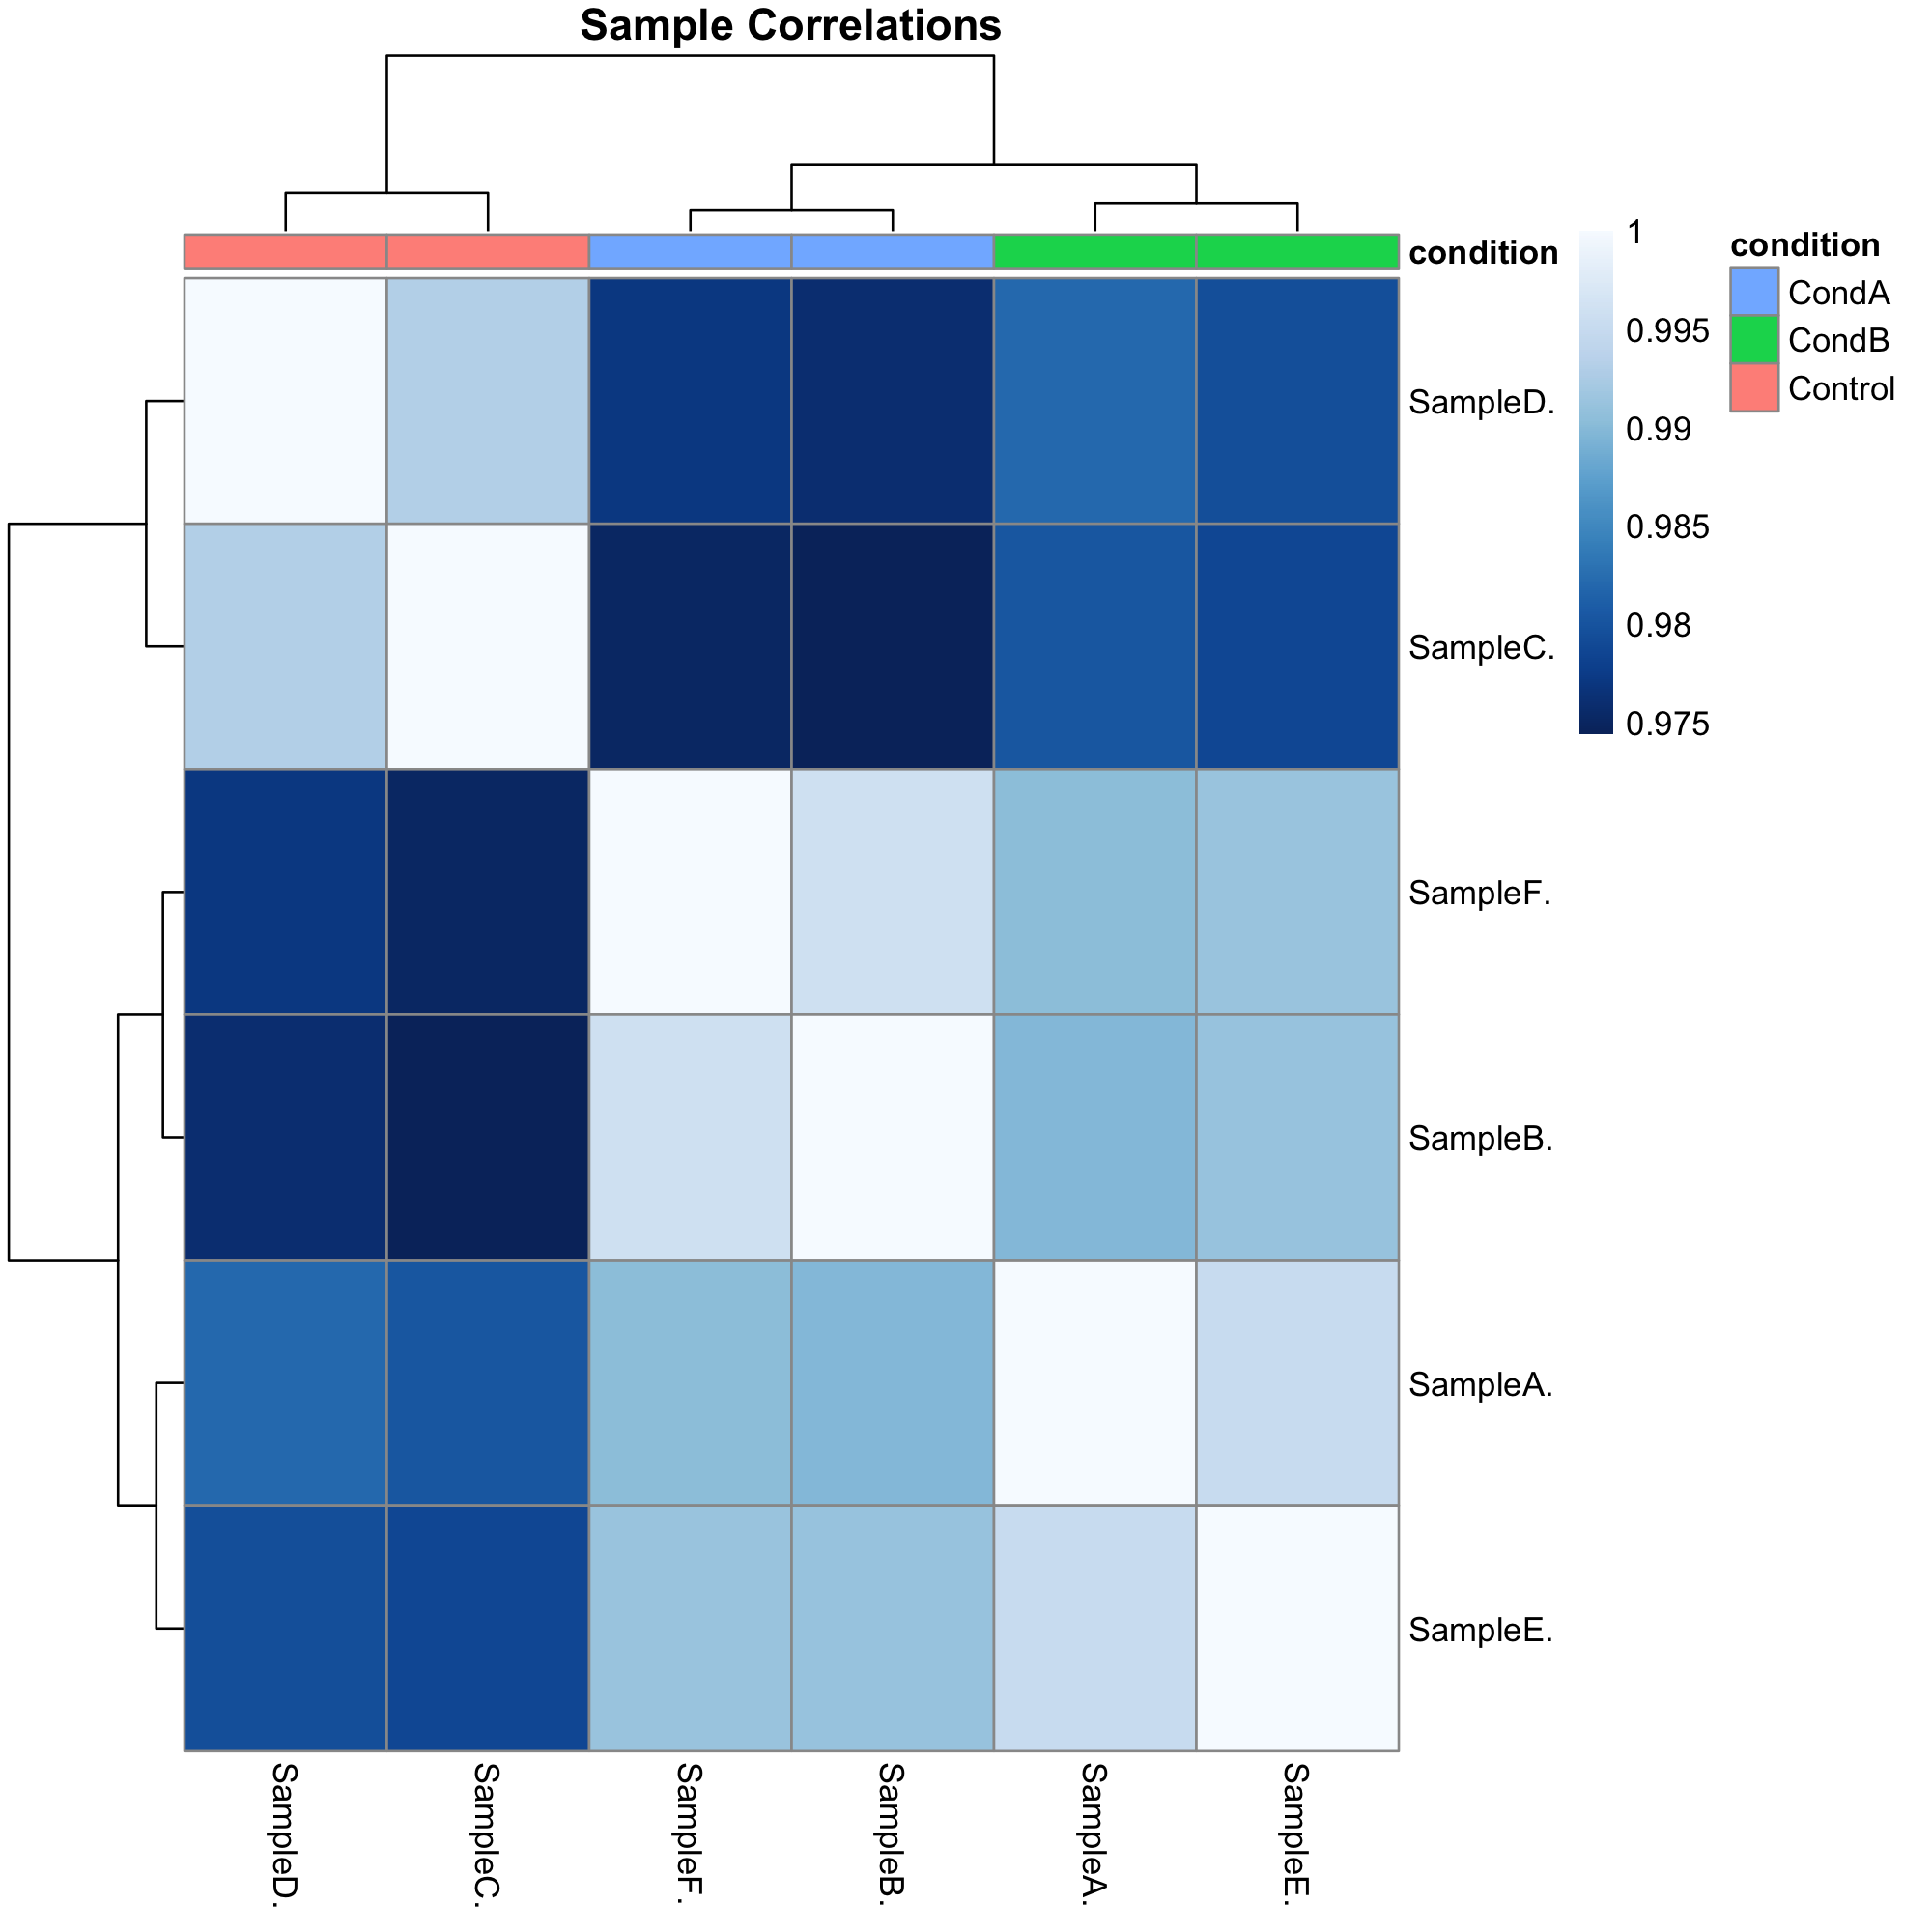 Sample Correlations
condition
1
0.995
0.99
0.985
0.98
0.975
condition
CondA
CondB
Control
SampleD.
SampleC.
SampleF.
SampleB.
SampleA.
SampleE.
SampleD.
SampleC.
SampleF.
SampleB.
SampleA.
SampleE.